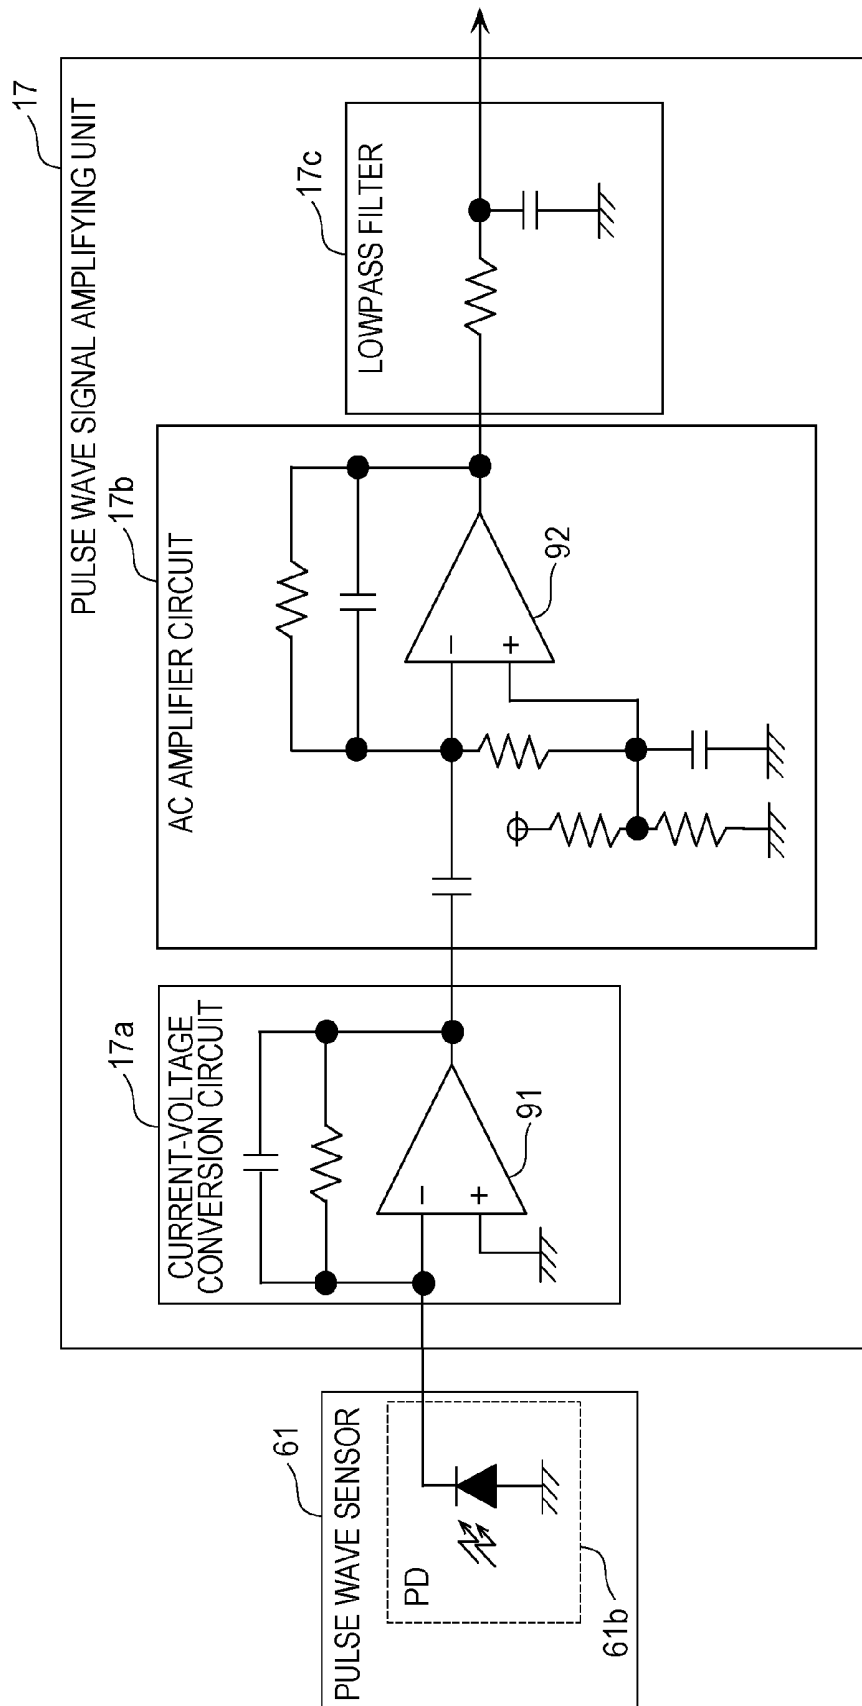 17
PULSE WAVE SIGNAL AMPLIFYING UNIT
61
PULSE WAVE SENSOR
PD
61b
17a
CURRENT-VOLTAGE
CONVERSION CIRCUIT
−
+
91
17b
AC AMPLIFIER CIRCUIT
−
+
92
17c
LOWPASS FILTER